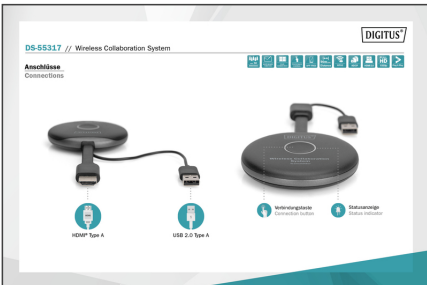 DIGITUS®
DS-55317 // Wireless Collaboration System
Anschlüsse
Connections
HDMI® Type A
USB 2.0 Type A
DIGITUS
Verbindungstaste
Connection button
Statusanzeige
Status indicator